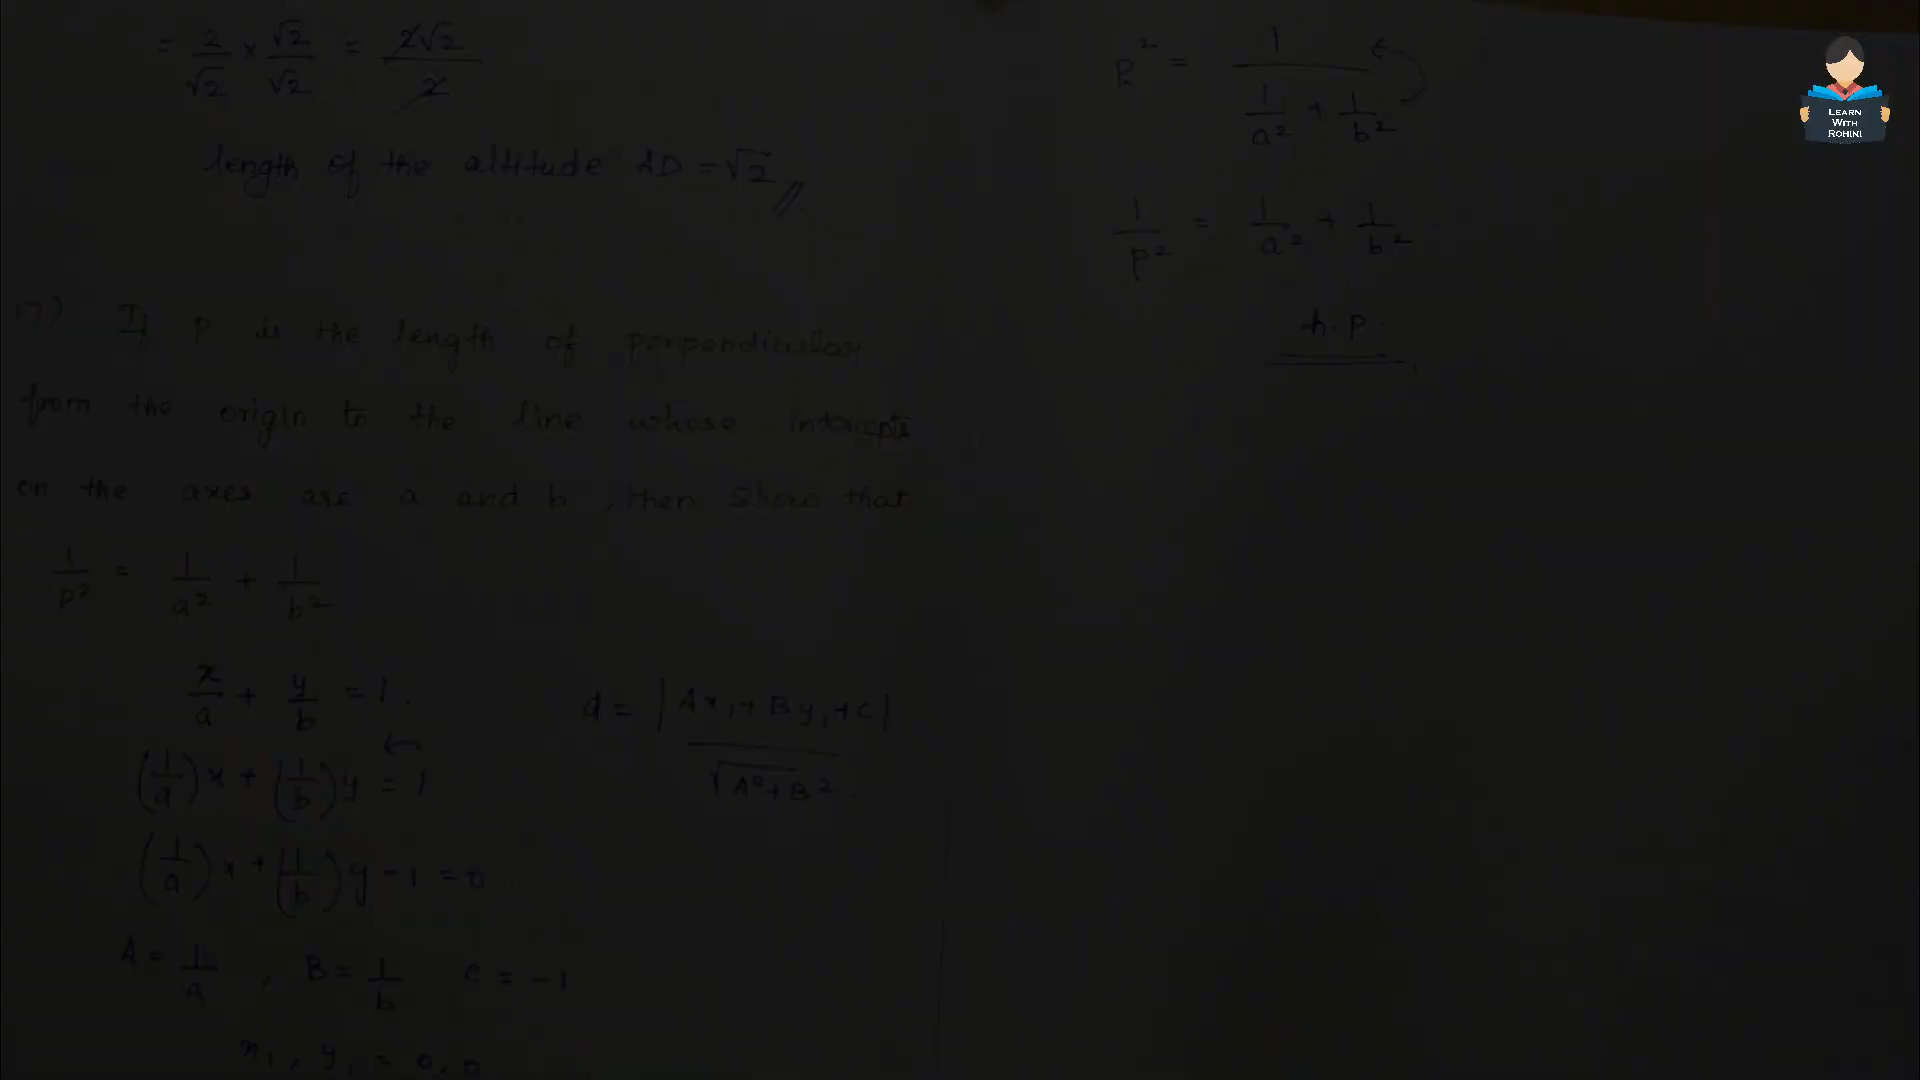 = 2/√2 × √2/√2 = 2√2/2
length of the altitude AD = √2 //
17) If p is the length of perpendicular
from the origin to the line whose intercepts
on the axes are a and b, then show that
1/p² = 1/a² + 1/b²
x/a + y/b = 1.
(1/a)x + (1/b)y = 1
(1/a)x + (1/b)y - 1 = 0
A = 1/a, B = 1/b C = -1
x₁, y₁ = 0, 0
d = |Ax₁ + By₁ + C| / √A² + B².
p² = 1 / 1/a² + 1/b²
1/p² = 1/a² + 1/b²
h.p.
LEARN
WITH
ROHINI